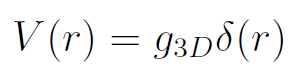 V(r) = g_{3D}δ(r)